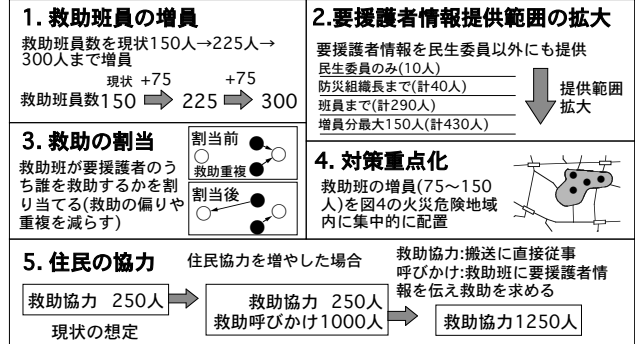 1. 救助班員の増員
救助班員数を現状150人→225人→
300人まで増員
現状 +75 +75
救助班員数150 225 300
2.要援護者情報提供範囲の拡大
要援護者情報を民生委員以外にも提供
民生委員のみ(10人)
防災組織長まで(計40人)
班員まで(計290人)
増員分最大150人(計430人)
提供範囲
拡大
3. 救助の割当
救助班が要援護者のう
ち誰を救助するかを割
り当てる(救助の偏りや
重複を減らす)
割当前
救助重複
割当後
4. 対策重点化
救助班の増員(75～150
人)を図4の火災危険地域
内に集中的に配置
5. 住民の協力
住民協力を増やした場合
救助協力:搬送に直接従事
呼びかけ:救助班に要援護者情
報を伝え救助を求める
救助協力 250人
現状の想定
救助協力 250人
救助呼びかけ1000人
救助協力1250人